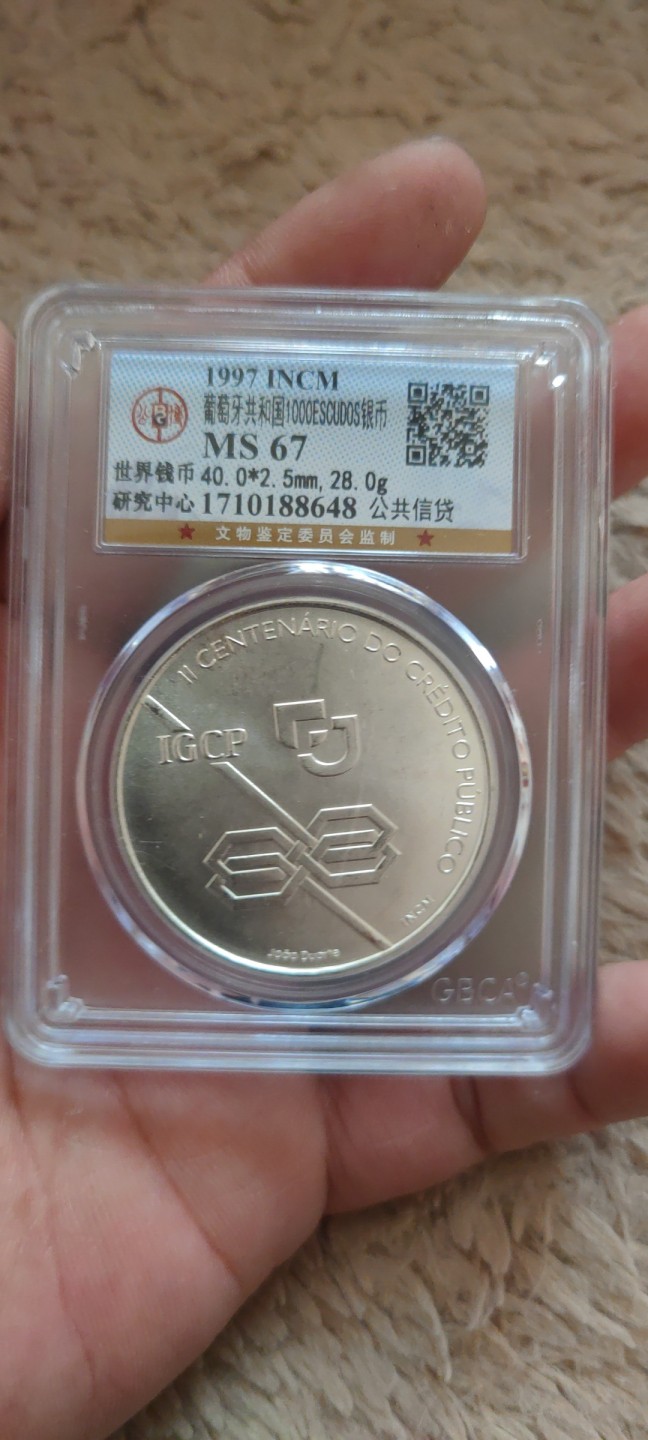 1997 INCM
葡萄牙共和国1000ESCUDOS银币
MS 67
世界钱币 40.0*2.5mm, 28.0g
研究中心 1710188648 公共信贷
★ 文物鉴定委员会监制 ★
II CENTENÁRIO DO CRÉDITO PÚBLICO
IGCP
João Duarte
INCM
GBCA®